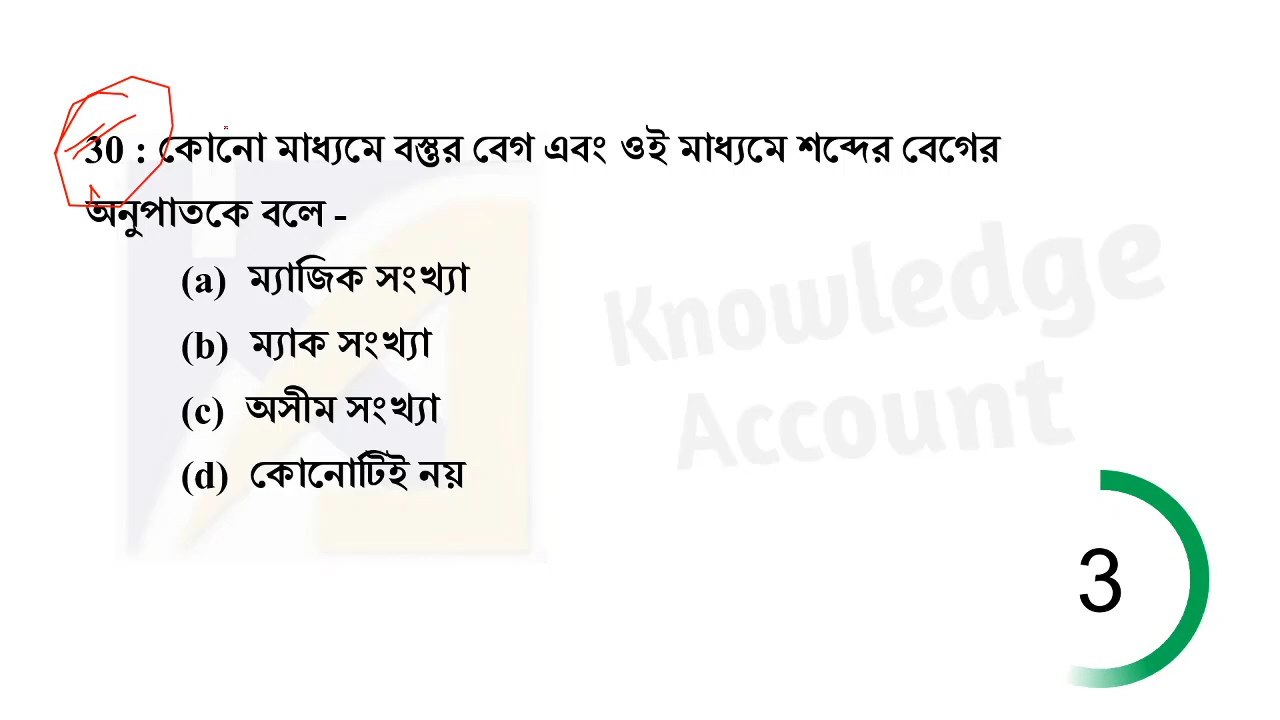 30 : কোনো মাধ্যমে বস্তুর বেগ এবং ওই মাধ্যমে শব্দের বেগের
অনুপাতকে বলে -
(a) ম্যাজিক সংখ্যা
(b) ম্যাক সংখ্যা
(c) অসীম সংখ্যা
(d) কোনোটিই নয়
Knowledge
Account
3